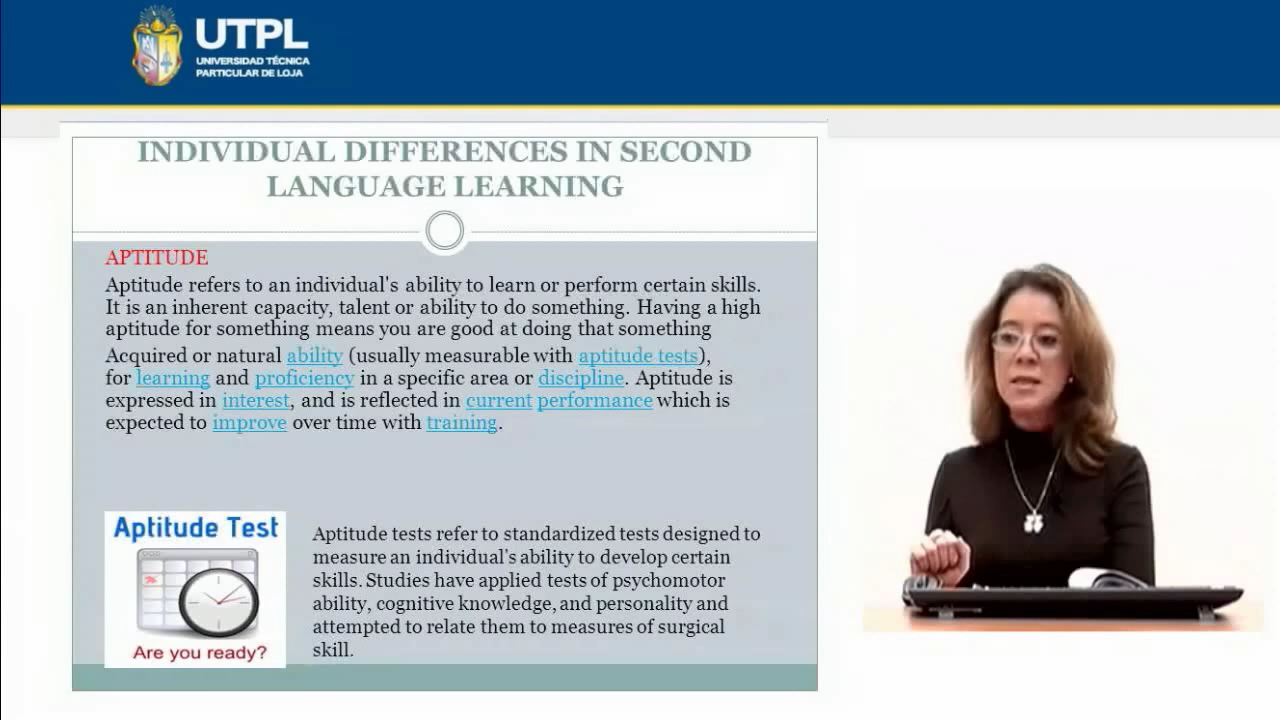 UTPL
UNIVERSIDAD TÉCNICA
PARTICULAR DE LOJA
INDIVIDUAL DIFFERENCES IN SECOND
LANGUAGE LEARNING
APTITUDE
Aptitude refers to an individual's ability to learn or perform certain skills.
It is an inherent capacity, talent or ability to do something. Having a high
aptitude for something means you are good at doing that something
Acquired or natural ability (usually measurable with aptitude tests),
for learning and proficiency in a specific area or discipline. Aptitude is
expressed in interest, and is reflected in current performance which is
expected to improve over time with training.
Aptitude Test
Are you ready?
Aptitude tests refer to standardized tests designed to
measure an individual's ability to develop certain
skills. Studies have applied tests of psychomotor
ability, cognitive knowledge, and personality and
attempted to relate them to measures of surgical
skill.